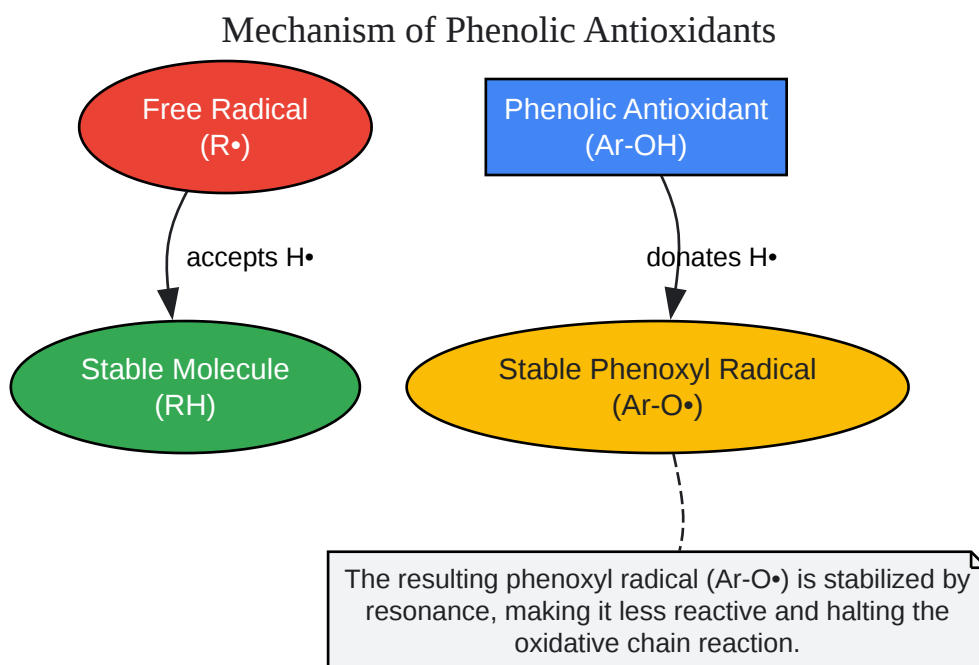 Mechanism of Phenolic Antioxidants
Free Radical
(R•)
Phenolic Antioxidant
(Ar-OH)
accepts H•
donates H•
Stable Molecule
(RH)
Stable Phenoxyl Radical
(Ar-O•)
The resulting phenoxyl radical (Ar-O•) is stabilized by
resonance, making it less reactive and halting the
oxidative chain reaction.